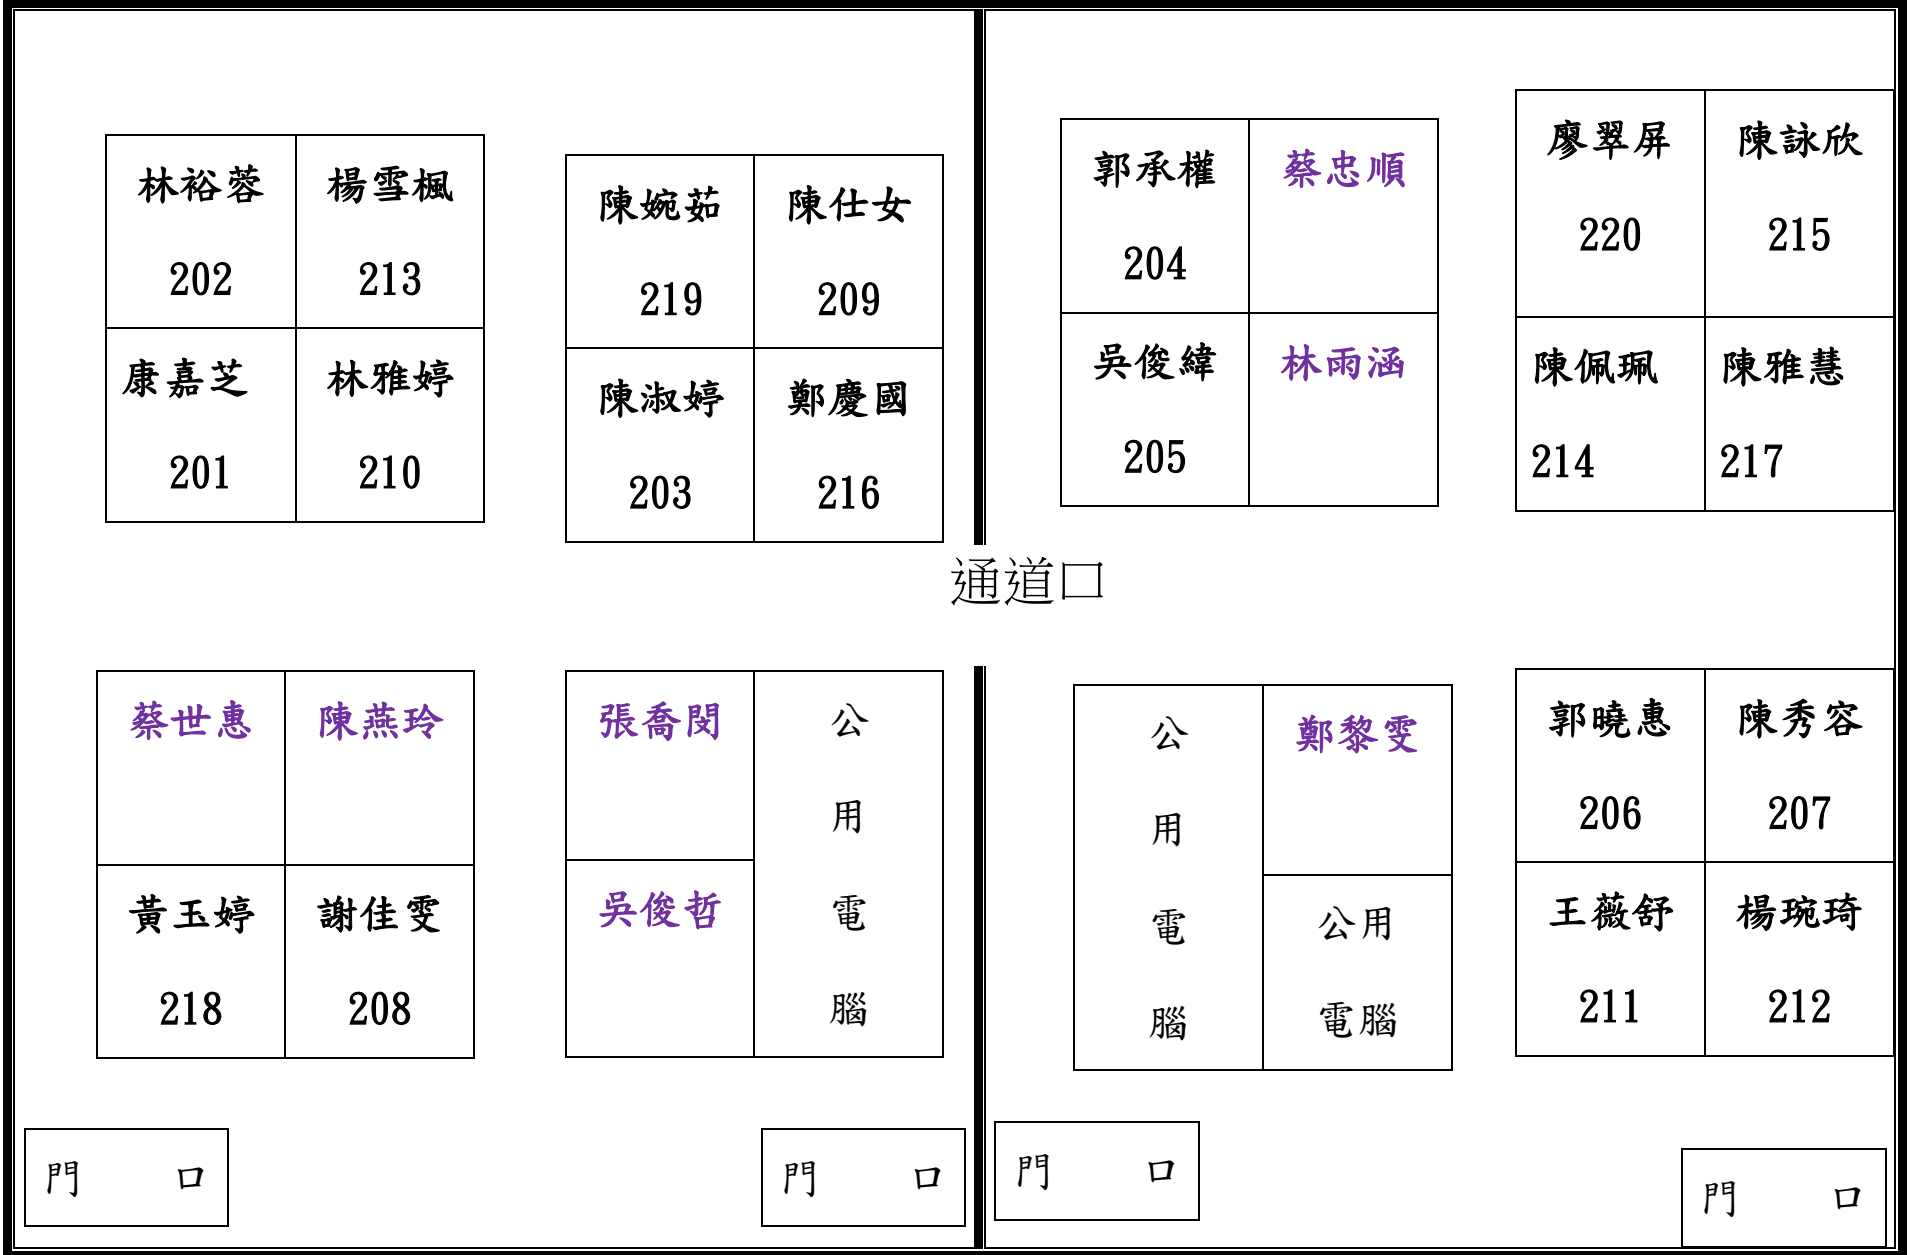 林裕蓉
202
楊雪楓
213
康嘉芝
201
林雅婷
210
陳婉茹
219
陳仕女
209
陳淑婷
203
鄭慶國
216
郭承權
204
蔡忠順
吳俊緯
205
林雨涵
廖翠屏
220
陳詠欣
215
陳佩珮
214
陳雅慧
217
通道口
蔡世惠
陳燕玲
黃玉婷
218
謝佳雯
208
張喬閔
吳俊哲
公
用
電
腦
公
用
電
腦
鄭黎雯
公用
電腦
郭曉惠
206
陳秀容
207
王薇舒
211
楊琬琦
212
門 口
門 口
門 口
門 口